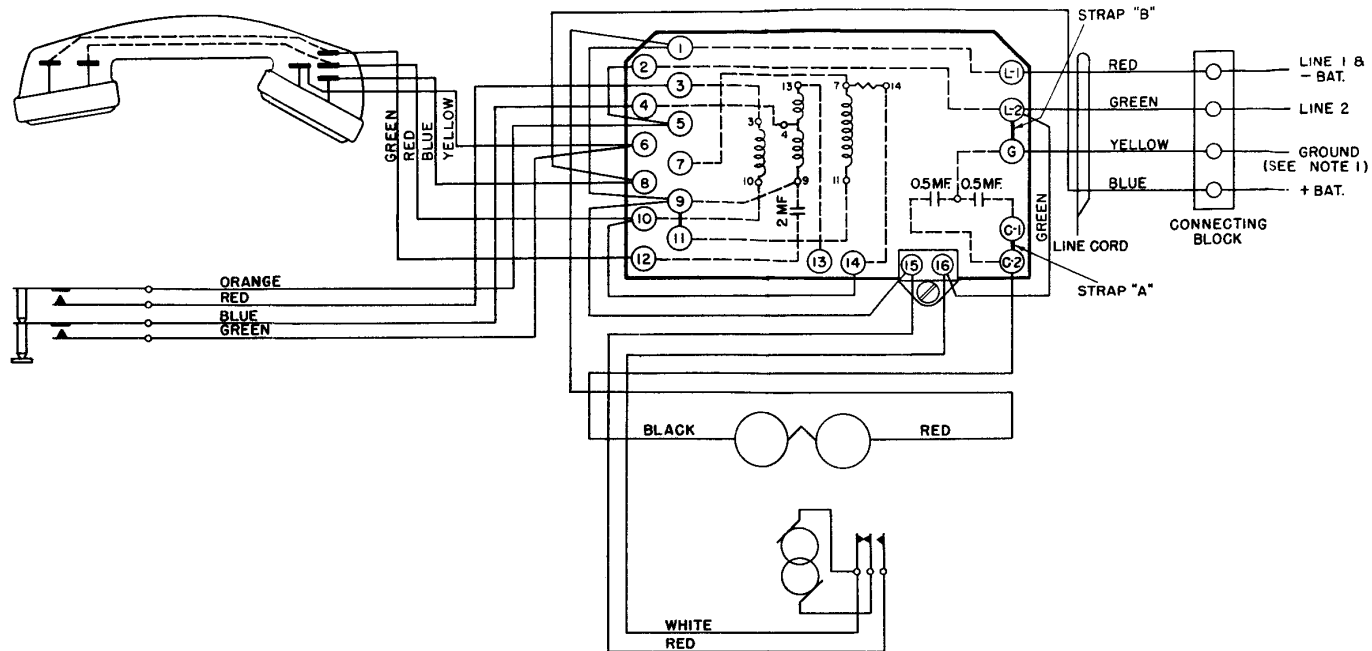 STRAP "B"
GREEN
RED
BLUE
YELLOW
1
2
3
4
5
6
7
8
9
10
11
12
13
14
15
16
3
10
13
4
9
7
14
11
2 MF.
0.5MF.
0.5MF.
L-1
L-2
G
C-1
C-2
GREEN
RED
GREEN
YELLOW
BLUE
LINE CORD
LINE 1 &
– BAT.
LINE 2
GROUND
(SEE NOTE 1)
+ BAT.
CONNECTING
BLOCK
STRAP "A"
ORANGE
RED
BLUE
GREEN
BLACK
RED
WHITE
RED